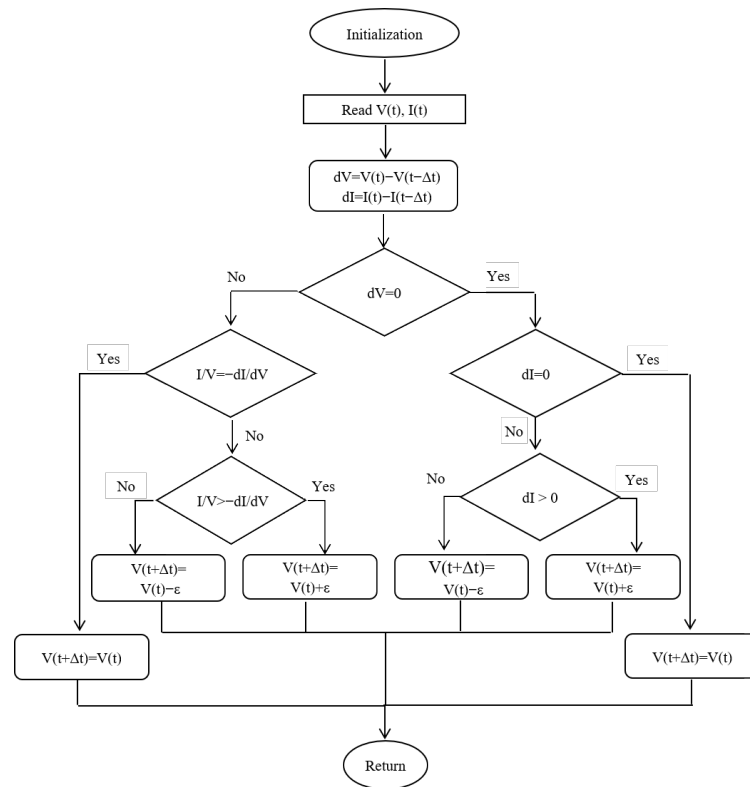 Initialization
Read V(t), I(t)
dV=V(t)−V(t−Δt)
dI=I(t)−I(t−Δt)
No
Yes
dV=0
Yes
I/V=−dI/dV
dI=0
Yes
No
No
No
I/V>−dI/dV
Yes
No
dI > 0
Yes
V(t+Δt)=
V(t)−ε
V(t+Δt)=
V(t)+ε
V(t+Δt)=
V(t)−ε
V(t+Δt)=
V(t)+ε
V(t+Δt)=V(t)
V(t+Δt)=V(t)
Return